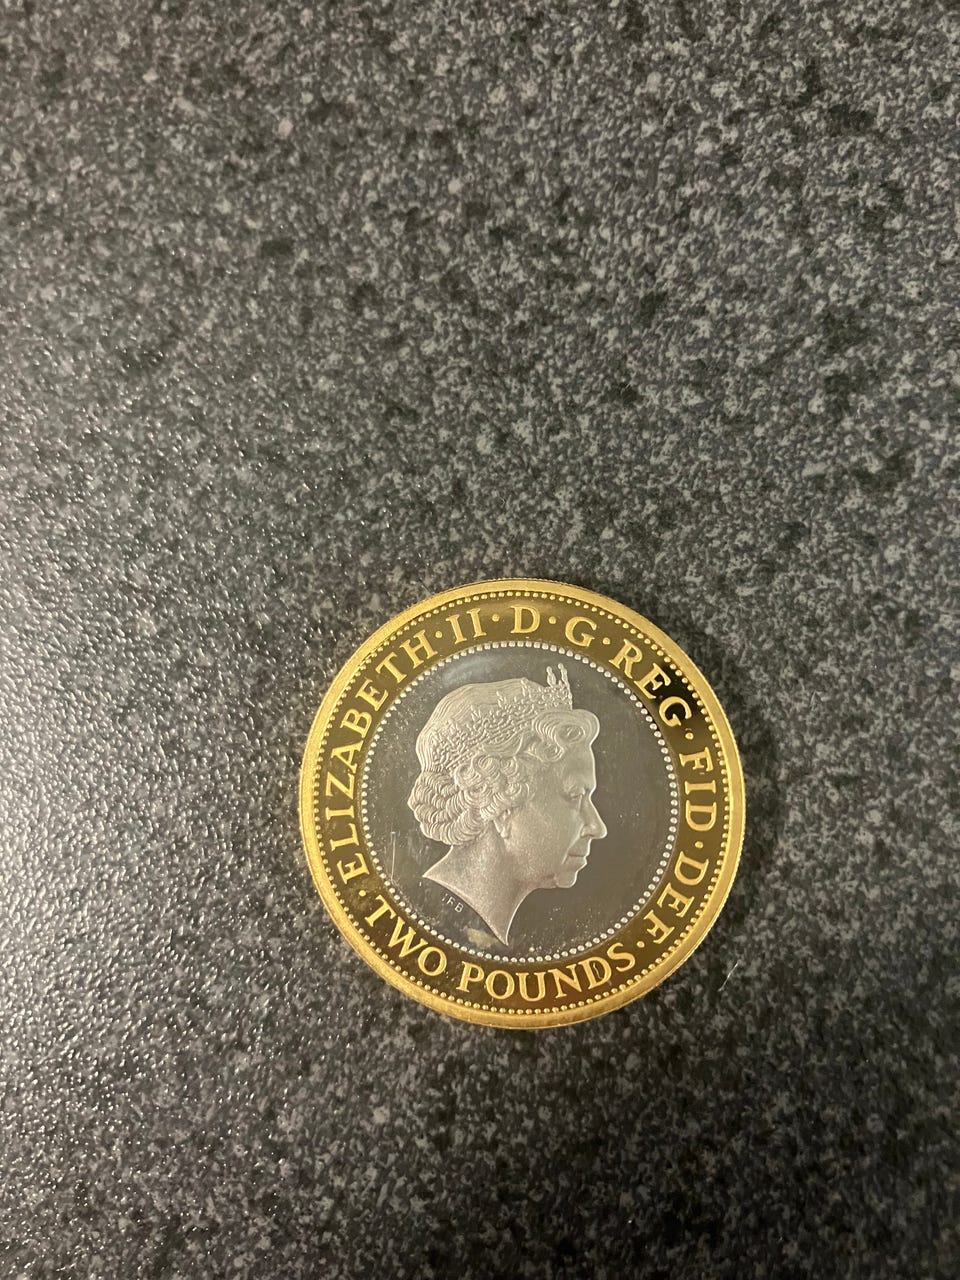 ELIZABETH·II·D·G·REG·FID·DEF·
TWO POUNDS·
IRB